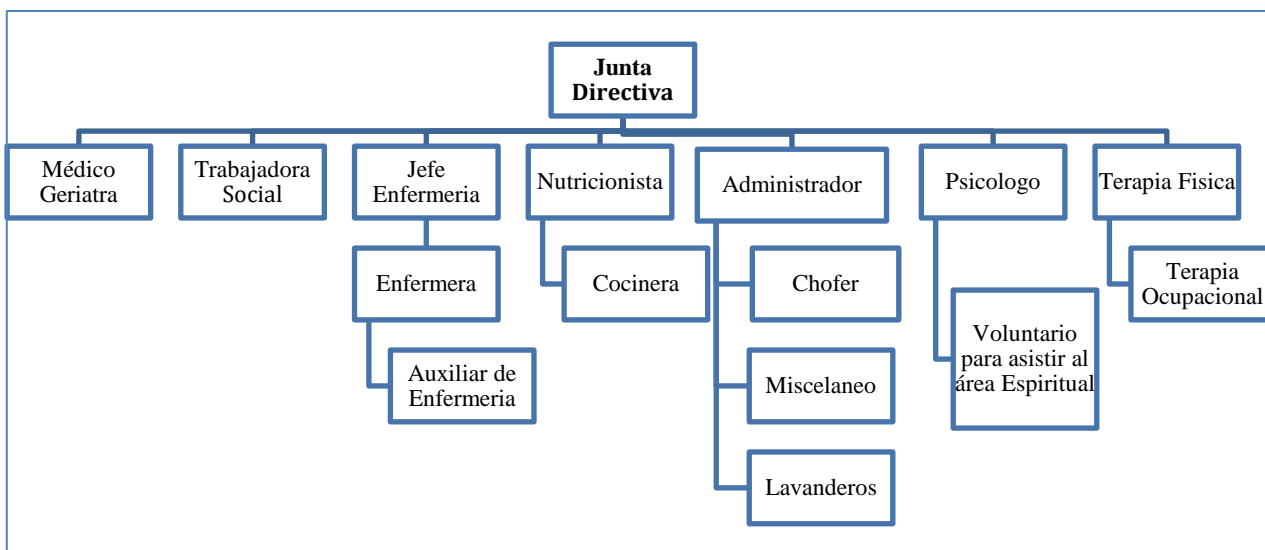 Junta
Directiva
Médico
Geriatra
Trabajadora
Social
Jefe
Enfermeria
Nutricionista
Administrador
Psicologo
Terapia Fisica
Enfermera
Cocinera
Chofer
Terapia
Ocupacional
Voluntario
para asistir al
área Espiritual
Auxiliar de
Enfermeria
Miscelaneo
Lavanderos